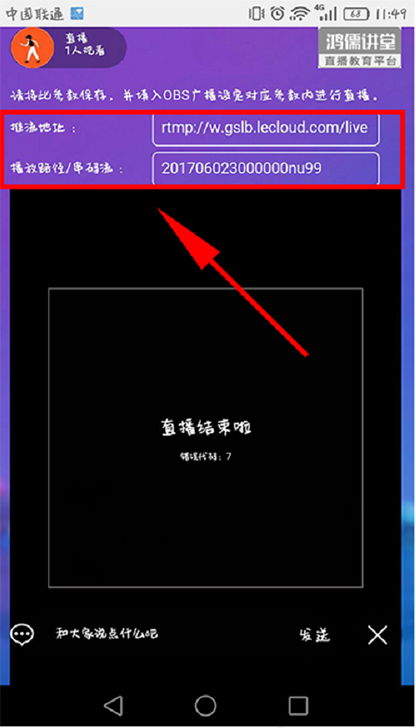 中国联通 4G 68 11:49
直播
1人观看
鸿儒讲堂
直播教育平台
请将此参数保存，并填入OBS广播设定对应参数内进行直播。
推流地址： rtmp://w.gslb.lecloud.com/live
播放路径/串码流： 201706023000000nu99
直播结束啦
错误代码：7
和大家说点什么吧 发送